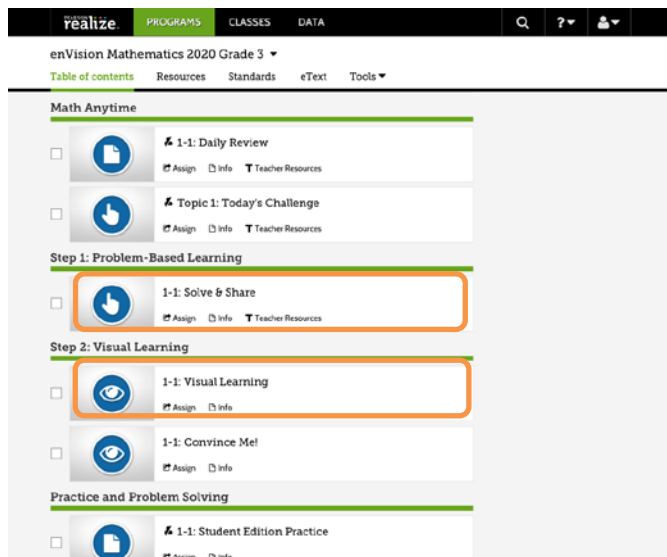 realize.
PROGRAMS CLASSES DATA ?
enVision Mathematics 2020 Grade 3
Table of contents Resources Standards eText Tools
Math Anytime
1-1: Daily Review
Assign Info T Teacher Resources
Topic 1: Today's Challenge
Assign Info T Teacher Resources
Step 1: Problem-Based Learning
1-1: Solve & Share
Assign Info T Teacher Resources
Step 2: Visual Learning
1-1: Visual Learning
Assign Info
1-1: Convince Me!
Assign Info
Practice and Problem Solving
1-1: Student Edition Practice
Assign Info